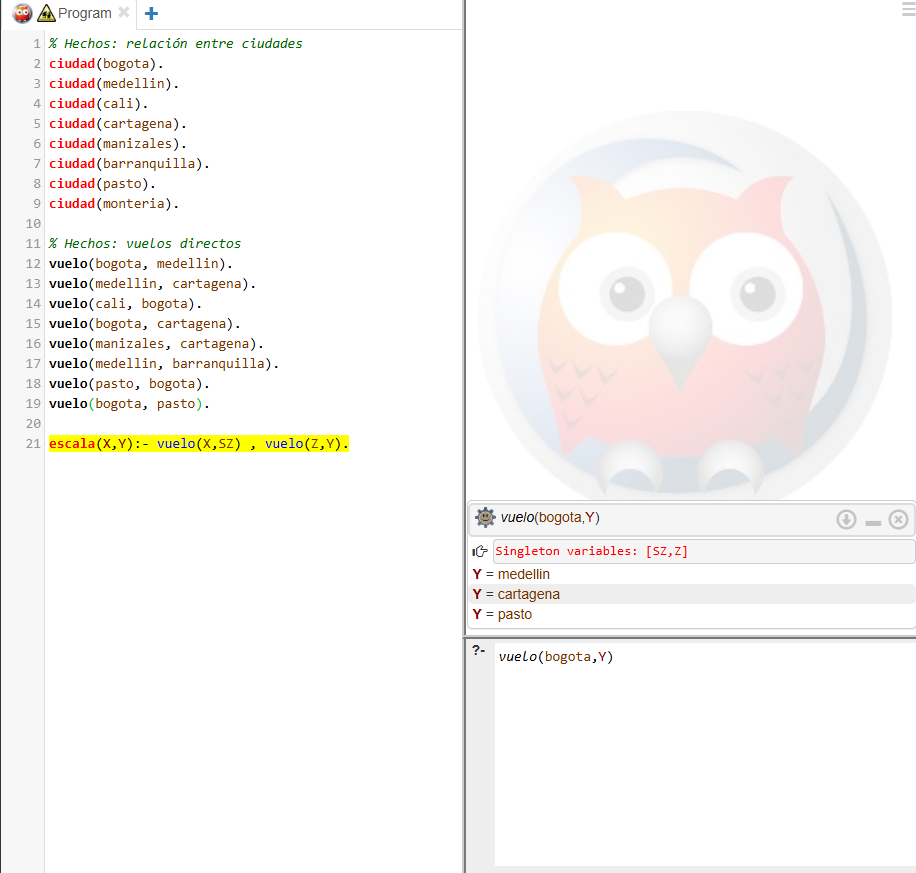 Program
1 % Hechos: relación entre ciudades
2 ciudad(bogota).
3 ciudad(medellin).
4 ciudad(cali).
5 ciudad(cartagena).
6 ciudad(manizales).
7 ciudad(barranquilla).
8 ciudad(pasto).
9 ciudad(monteria).
10
11 % Hechos: vuelos directos
12 vuelo(bogota, medellin).
13 vuelo(medellin, cartagena).
14 vuelo(cali, bogota).
15 vuelo(bogota, cartagena).
16 vuelo(manizales, cartagena).
17 vuelo(medellin, barranquilla).
18 vuelo(pasto, bogota).
19 vuelo(bogota, pasto).
20
21 escala(X,Y):- vuelo(X,SZ) , vuelo(Z,Y).
vuelo(bogota,Y)
Singleton variables: [SZ,Z]
Y = medellin
Y = cartagena
Y = pasto
?- vuelo(bogota,Y)